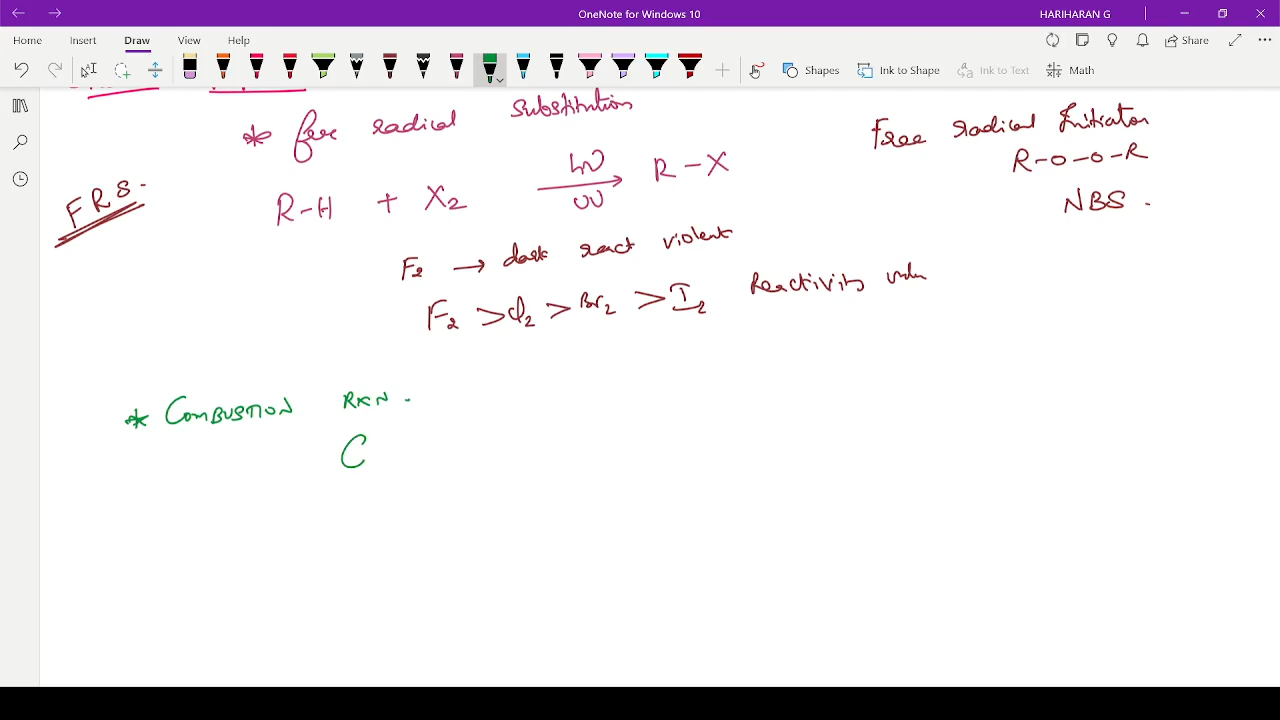 OneNote for Windows 10
HARIHARAN G
Home Insert Draw View Help
Share
Shapes
Ink to Shape
Ink to Text
Math
* free radical substitution
FRS.
R-H + X2 hν UV R-X
Free radical Initiator
R-O-O-R
NBS.
F2 → dark react violent
F2 > Cl2 > Br2 > I2 Reactivity
* COMBUSTION RXN.
C